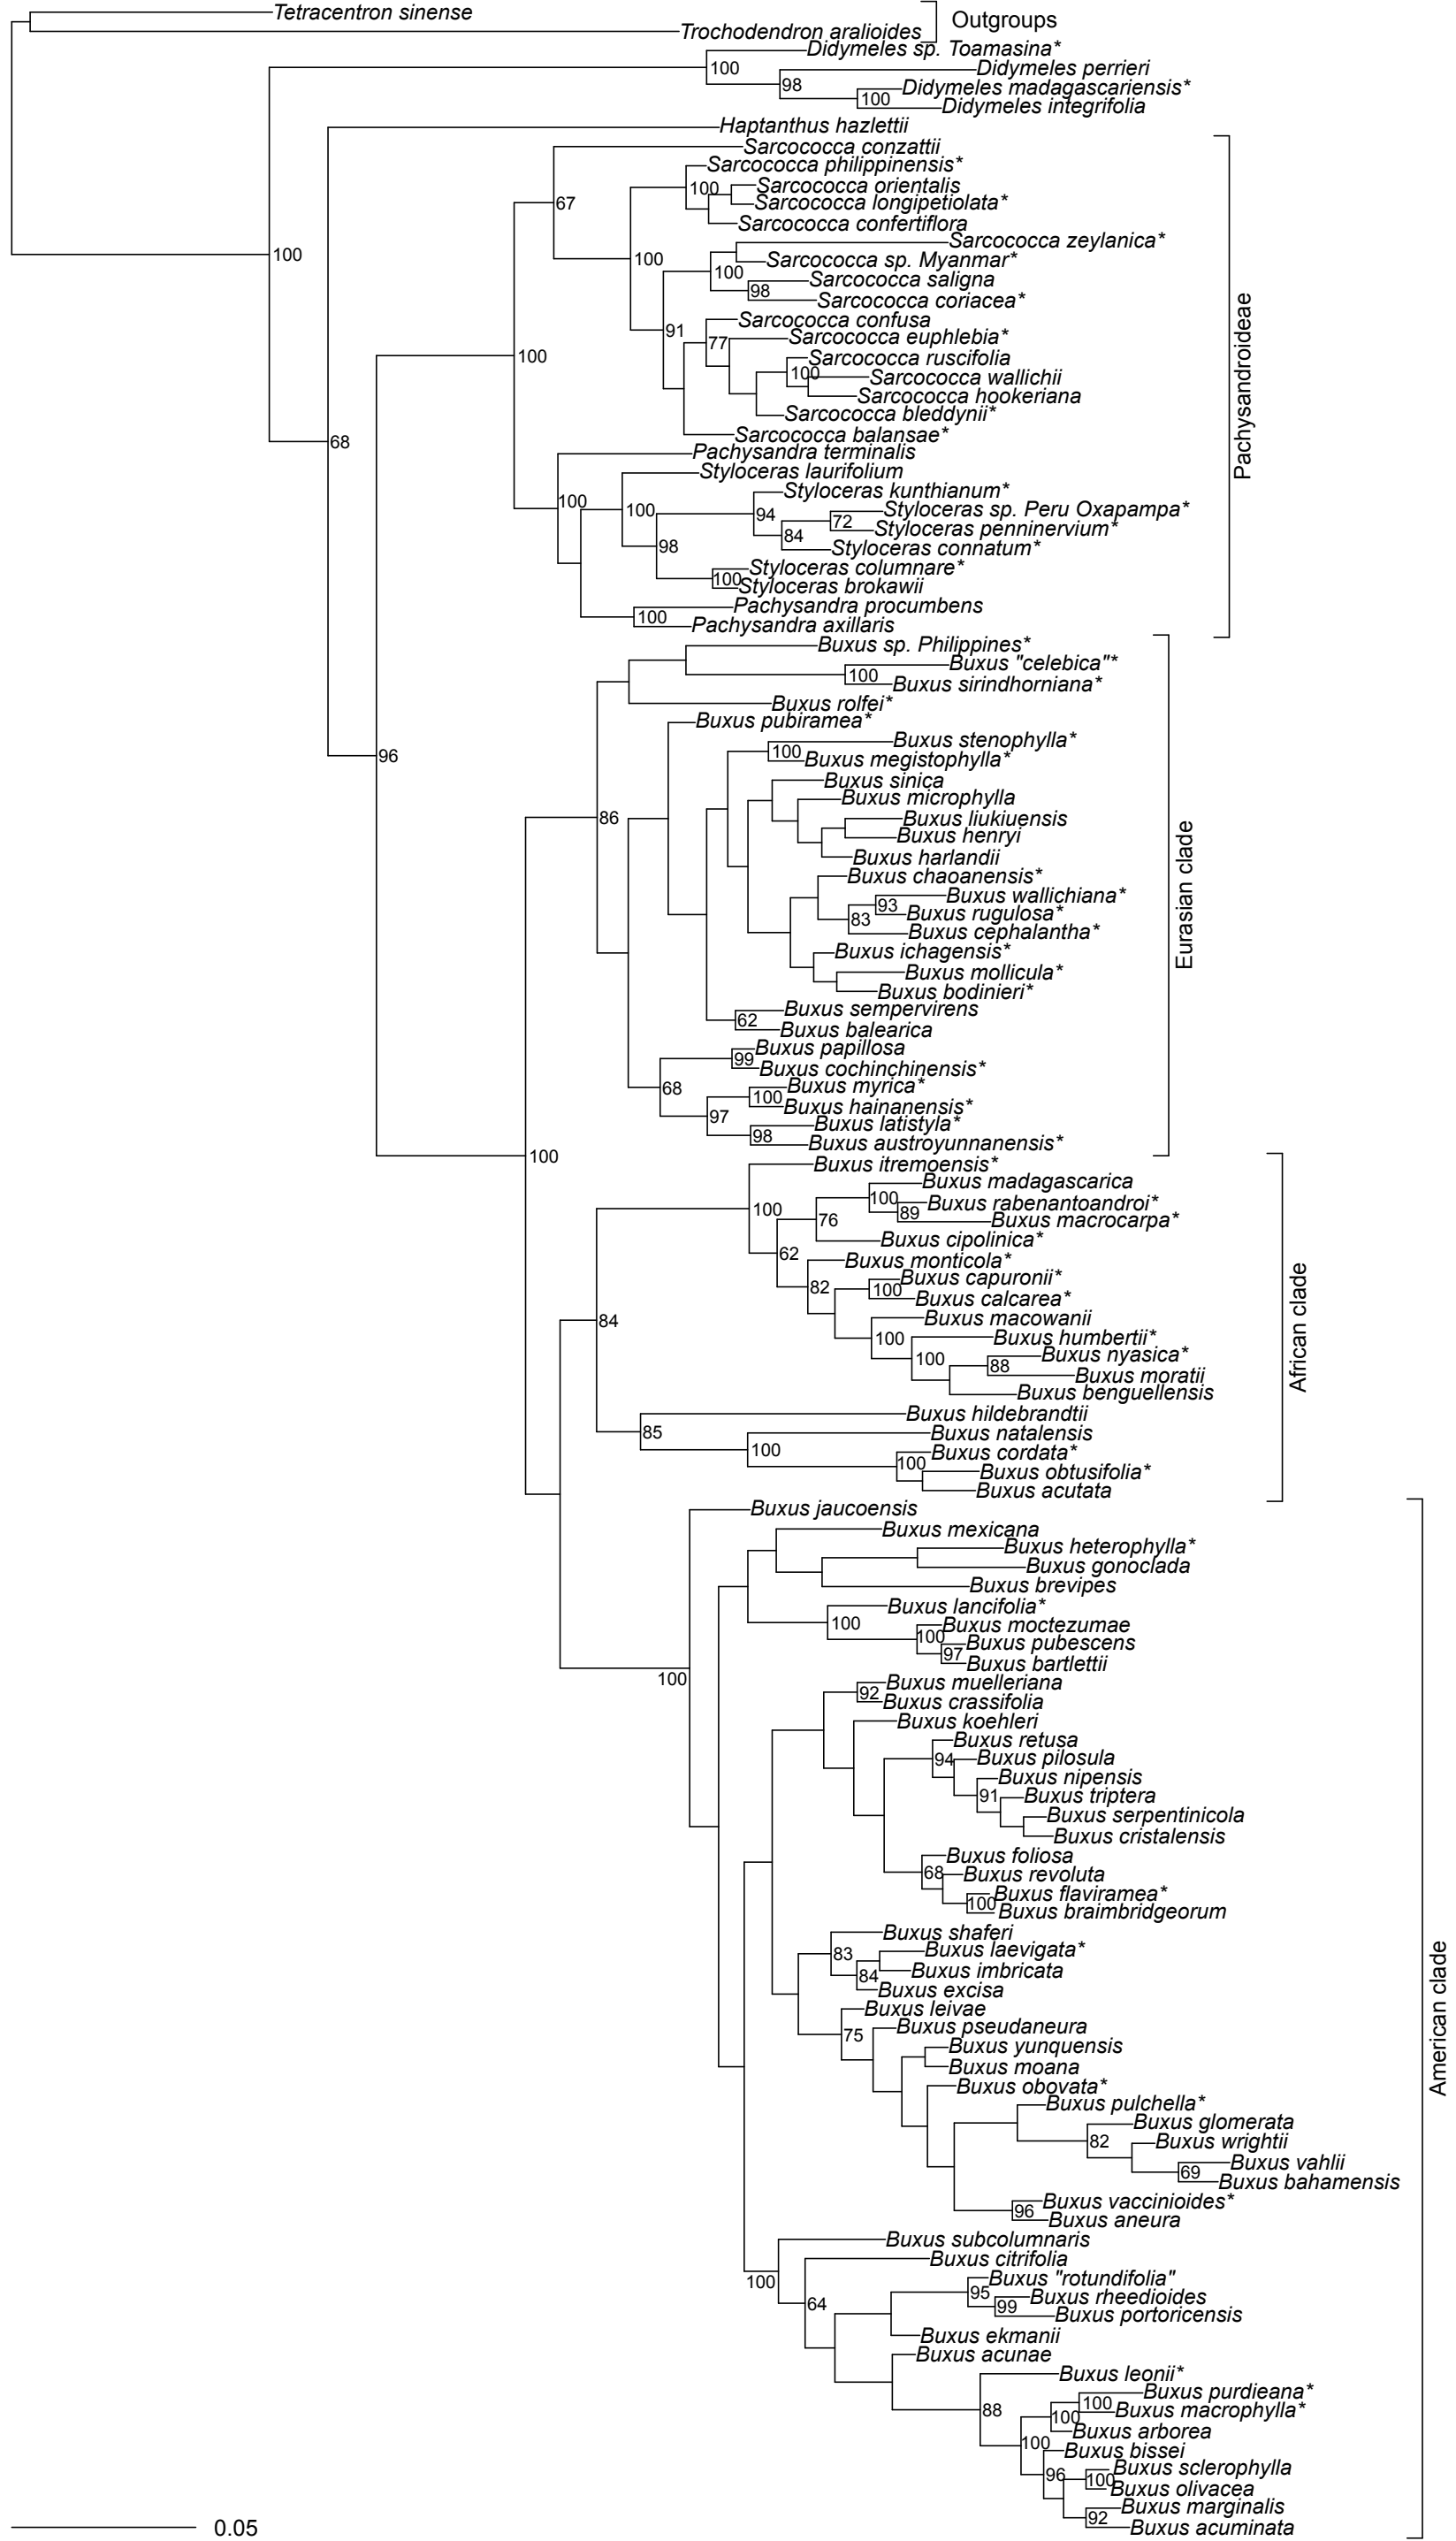 Tetracentron sinense
Outgroups
Trochodendron aralioides
Didymeles sp. Toamasina*
100
Didymeles perrieri
98
Didymeles madagascariensis*
100
Didymeles integrifolia
Haptanthus hazlettii
Sarcococca conzattii
Sarcococca philippinensis*
100
Sarcococca orientalis
67
Sarcococca longipetiolata*
Sarcococca confertiflora
Sarcococca zeylanica*
100
100
Sarcococca sp. Myanmar*
100
Sarcococca saligna
98
Sarcococca coriacea*
Sarcococca confusa
91
77
Sarcococca euphlebia*
100
Sarcococca ruscifolia
100
Sarcococca wallichii
Sarcococca hookeriana
Sarcococca bleddynii*
Pachysandroideae
68
Sarcococca balansae*
Pachysandra terminalis
Styloceras laurifolium
100
Styloceras kunthianum*
100
94
Styloceras sp. Peru Oxapampa*
72
Styloceras penninervium*
84
98
Styloceras connatum*
Styloceras columnare*
100
Styloceras brokawii
Pachysandra procumbens
100
Pachysandra axillaris
Buxus sp. Philippines*
Buxus "celebica"*
100
Buxus sirindhorniana*
Buxus rolfei*
Buxus pubiramea*
Buxus stenophylla*
96
100
Buxus megistophylla*
Buxus sinica
Buxus microphylla
86
Buxus liukiuensis
Buxus henryi
Buxus harlandii
Buxus chaoanensis*
Eurasian clade
Buxus wallichiana*
93
83
Buxus rugulosa*
Buxus cephalantha*
Buxus ichagensis*
Buxus mollicula*
Buxus bodinieri*
Buxus sempervirens
62
Buxus balearica
Buxus papillosa
99
Buxus cochinchinensis*
68
Buxus myrica*
100
Buxus hainanensis*
97
Buxus latistyla*
98
Buxus austroyunnanensis*
100
Buxus itremoensis*
Buxus madagascarica
100
Buxus rabenantoandroi*
100
89
76
Buxus macrocarpa*
Buxus cipolinica*
62
Buxus monticola*
82
Buxus capuronii*
100
Buxus calcarea*
84
Buxus macowanii
African clade
100
Buxus humbertii*
100
Buxus nyasica*
88
Buxus moratii
Buxus benguellensis
Buxus hildebrandtii
85
Buxus natalensis
100
Buxus cordata*
100
Buxus obtusifolia*
Buxus acutata
Buxus jaucoensis
Buxus mexicana
Buxus heterophylla*
Buxus gonoclada
Buxus brevipes
Buxus lancifolia*
100
Buxus moctezumae
100
Buxus pubescens
97
Buxus bartlettii
100
Buxus muelleriana
92
Buxus crassifolia
Buxus koehleri
Buxus retusa
94
Buxus pilosula
Buxus nipensis
91
Buxus triptera
Buxus serpentinicola
Buxus cristalensis
Buxus foliosa
68
Buxus revoluta
Buxus flaviramea*
100
Buxus braimbridgeorum
Buxus shaferi
83
Buxus laevigata*
84
Buxus imbricata
Buxus excisa
Buxus leivae
75
Buxus pseudaneura
American clade
Buxus yunquensis
Buxus moana
Buxus obovata*
Buxus pulchella*
Buxus glomerata
82
Buxus wrightii
Buxus vahlii
69
Buxus bahamensis
Buxus vaccinioides*
96
Buxus aneura
Buxus subcolumnaris
Buxus citrifolia
100
Buxus "rotundifolia"
95
Buxus rheedioides
64
99
Buxus portoricensis
Buxus ekmanii
Buxus acunae
Buxus leonii*
Buxus purdieana*
100
88
Buxus macrophylla*
100
Buxus arborea
100
Buxus bissei
Buxus sclerophylla
96
100
Buxus olivacea
Buxus marginalis
92
0.05
Buxus acuminata